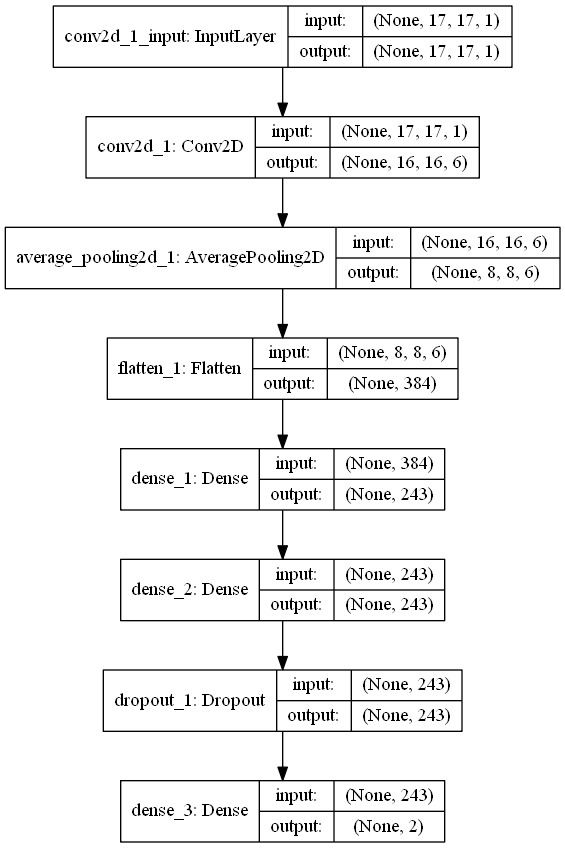 conv2d_1_input: InputLayer
input: (None, 17, 17, 1)
output: (None, 17, 17, 1)
conv2d_1: Conv2D
input: (None, 17, 17, 1)
output: (None, 16, 16, 6)
average_pooling2d_1: AveragePooling2D
input: (None, 16, 16, 6)
output: (None, 8, 8, 6)
flatten_1: Flatten
input: (None, 8, 8, 6)
output: (None, 384)
dense_1: Dense
input: (None, 384)
output: (None, 243)
dense_2: Dense
input: (None, 243)
output: (None, 243)
dropout_1: Dropout
input: (None, 243)
output: (None, 243)
dense_3: Dense
input: (None, 243)
output: (None, 2)